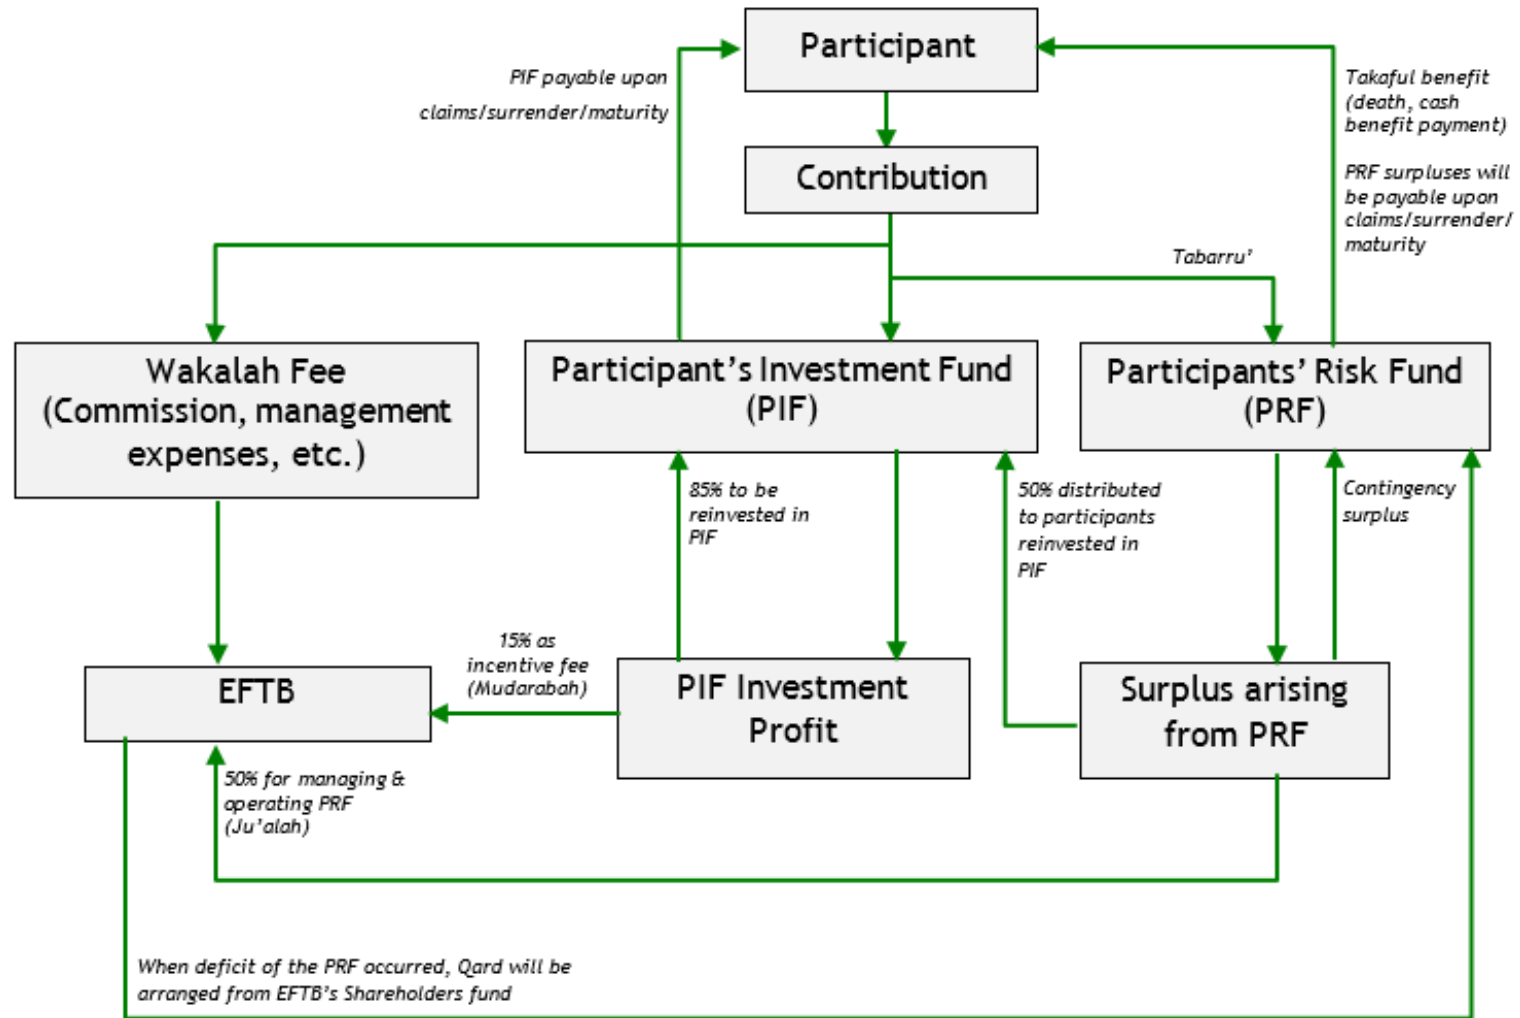 Participant
PIF payable upon
claims/surrender/maturity
Takaful benefit
(death, cash
benefit payment)
PRF surpluses will
be payable upon
claims/surrender/
maturity
Contribution
Tabarru’
Wakalah Fee
(Commission, management
expenses, etc.)
Participant’s Investment Fund
(PIF)
Participants’ Risk Fund
(PRF)
85% to be
reinvested in
PIF
50% distributed
to participants
reinvested in
PIF
Contingency
surplus
15% as
incentive fee
(Mudarabah)
EFTB
PIF Investment
Profit
Surplus arising
from PRF
50% for managing &
operating PRF
(Ju’alah)
When deficit of the PRF occurred, Qard will be
arranged from EFTB’s Shareholders fund